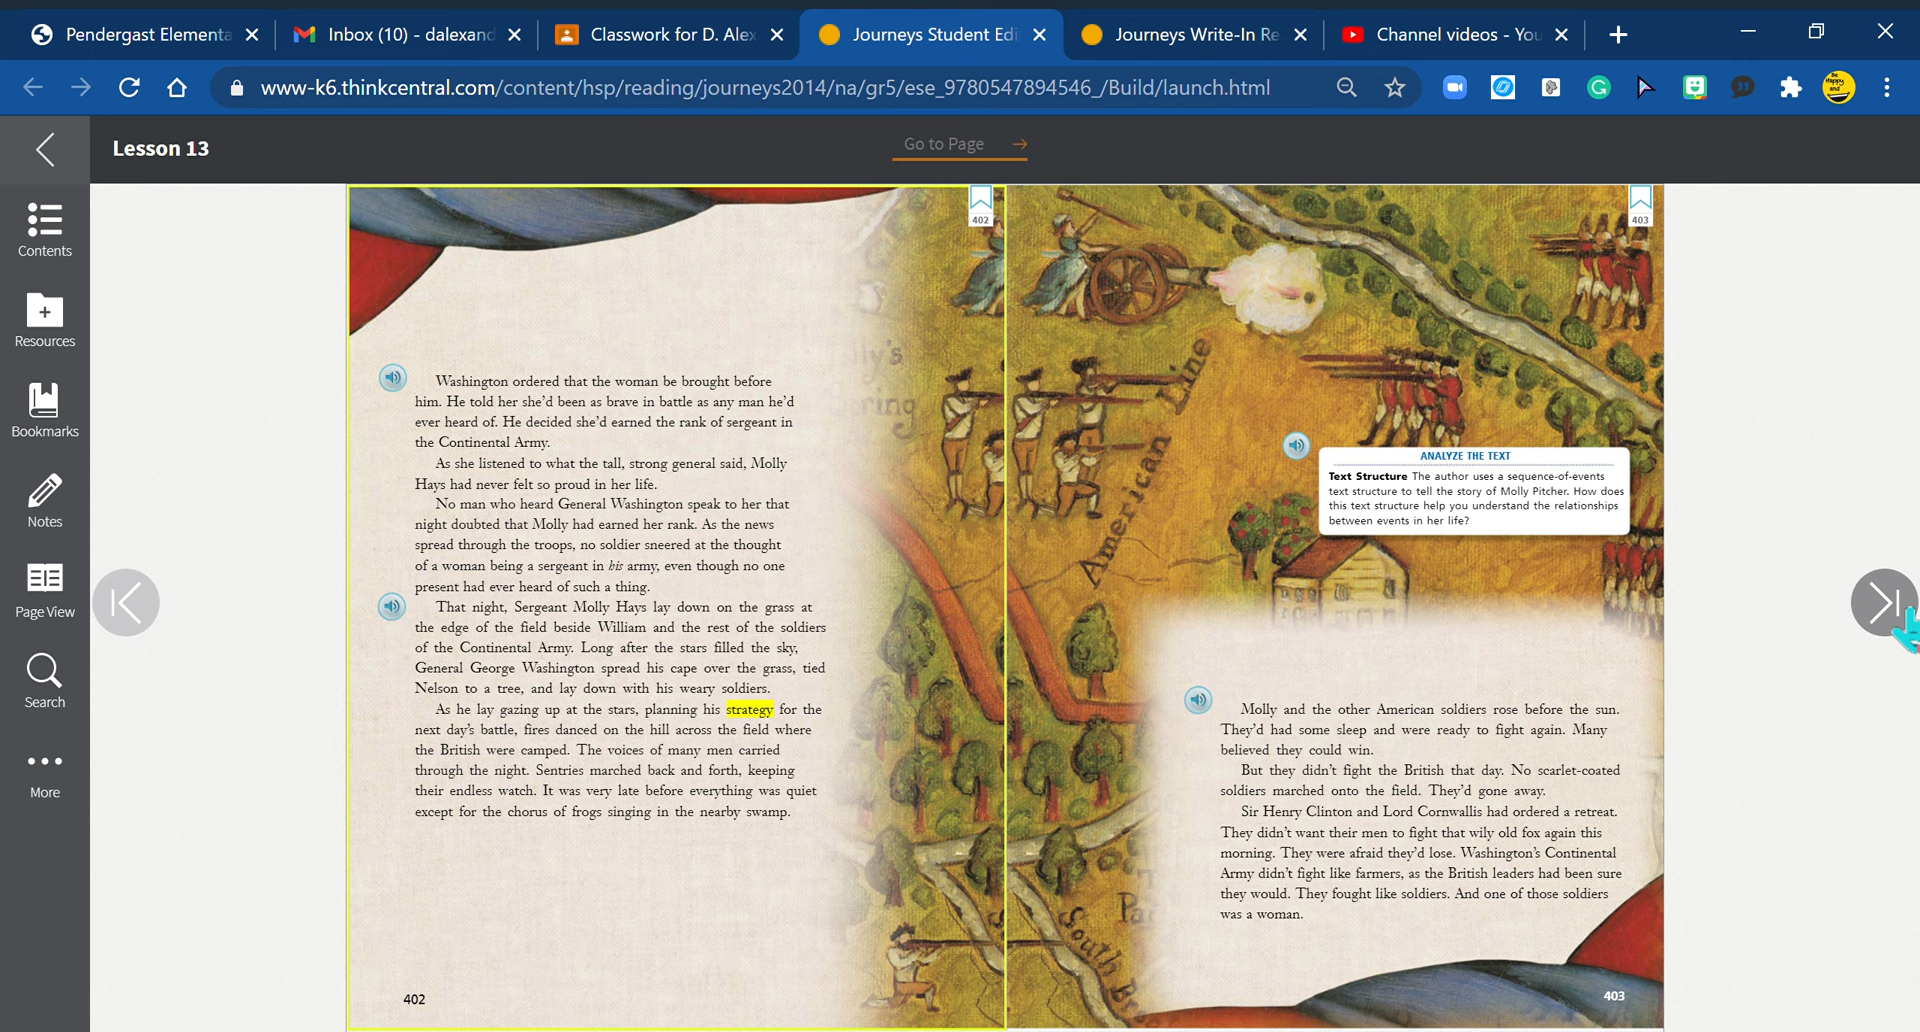 Pendergast Elementa
Inbox (10) - dalexand
Classwork for D. Alex
Journeys Student Edi
Journeys Write-In Re
Channel videos - You
www-k6.thinkcentral.com/content/hsp/reading/journeys2014/na/gr5/ese_9780547894546_/Build/launch.html
Lesson 13
Go to Page
Contents
Resources
Bookmarks
Notes
Page View
Search
More
402
403
Washington ordered that the woman be brought before
him. He told her she'd been as brave in battle as any man he'd
ever heard of. He decided she'd earned the rank of sergeant in
the Continental Army.
As she listened to what the tall, strong general said, Molly
Hays had never felt so proud in her life.
No man who heard General Washington speak to her that
night doubted that Molly had earned her rank. As the news
spread through the troops, no soldier sneered at the thought
of a woman being a sergeant in his army, even though no one
present had ever heard of such a thing.
That night, Sergeant Molly Hays lay down on the grass at
the edge of the field beside William and the rest of the soldiers
of the Continental Army. Long after the stars filled the sky,
General George Washington spread his cape over the grass, tied
Nelson to a tree, and lay down with his weary soldiers.
As he lay gazing up at the stars, planning his strategy for the
next day's battle, fires danced on the hill across the field where
the British were camped. The voices of many men carried
through the night. Sentries marched back and forth, keeping
their endless watch. It was very late before everything was quiet
except for the chorus of frogs singing in the nearby swamp.
402
lly's
Spring
American Line
South B
ANALYZE THE TEXT
Text Structure The author uses a sequence-of-events
text structure to tell the story of Molly Pitcher. How does
this text structure help you understand the relationships
between events in her life?
Molly and the other American soldiers rose before the sun.
They'd had some sleep and were ready to fight again. Many
believed they could win.
But they didn't fight the British that day. No scarlet-coated
soldiers marched onto the field. They'd gone away.
Sir Henry Clinton and Lord Cornwallis had ordered a retreat.
They didn't want their men to fight that wily old fox again this
morning. They were afraid they'd lose. Washington's Continental
Army didn't fight like farmers, as the British leaders had been sure
they would. They fought like soldiers. And one of those soldiers
was a woman.
403